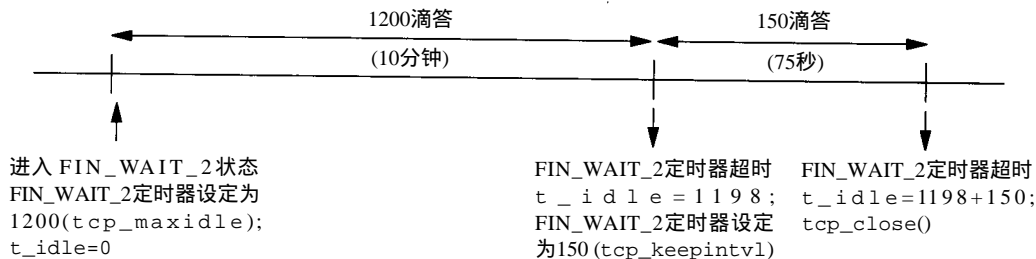 1200滴答
150滴答
(10分钟)
(75秒)
进入 FIN_WAIT_2状态
FIN_WAIT_2定时器设定为
1200(tcp_maxidle);
t_idle=0
FIN_WAIT_2定时器超时
t_idle=1198;
FIN_WAIT_2定时器设定
为150 (tcp_keepintvl)
FIN_WAIT_2定时器超时
t_idle=1198+150;
tcp_close()